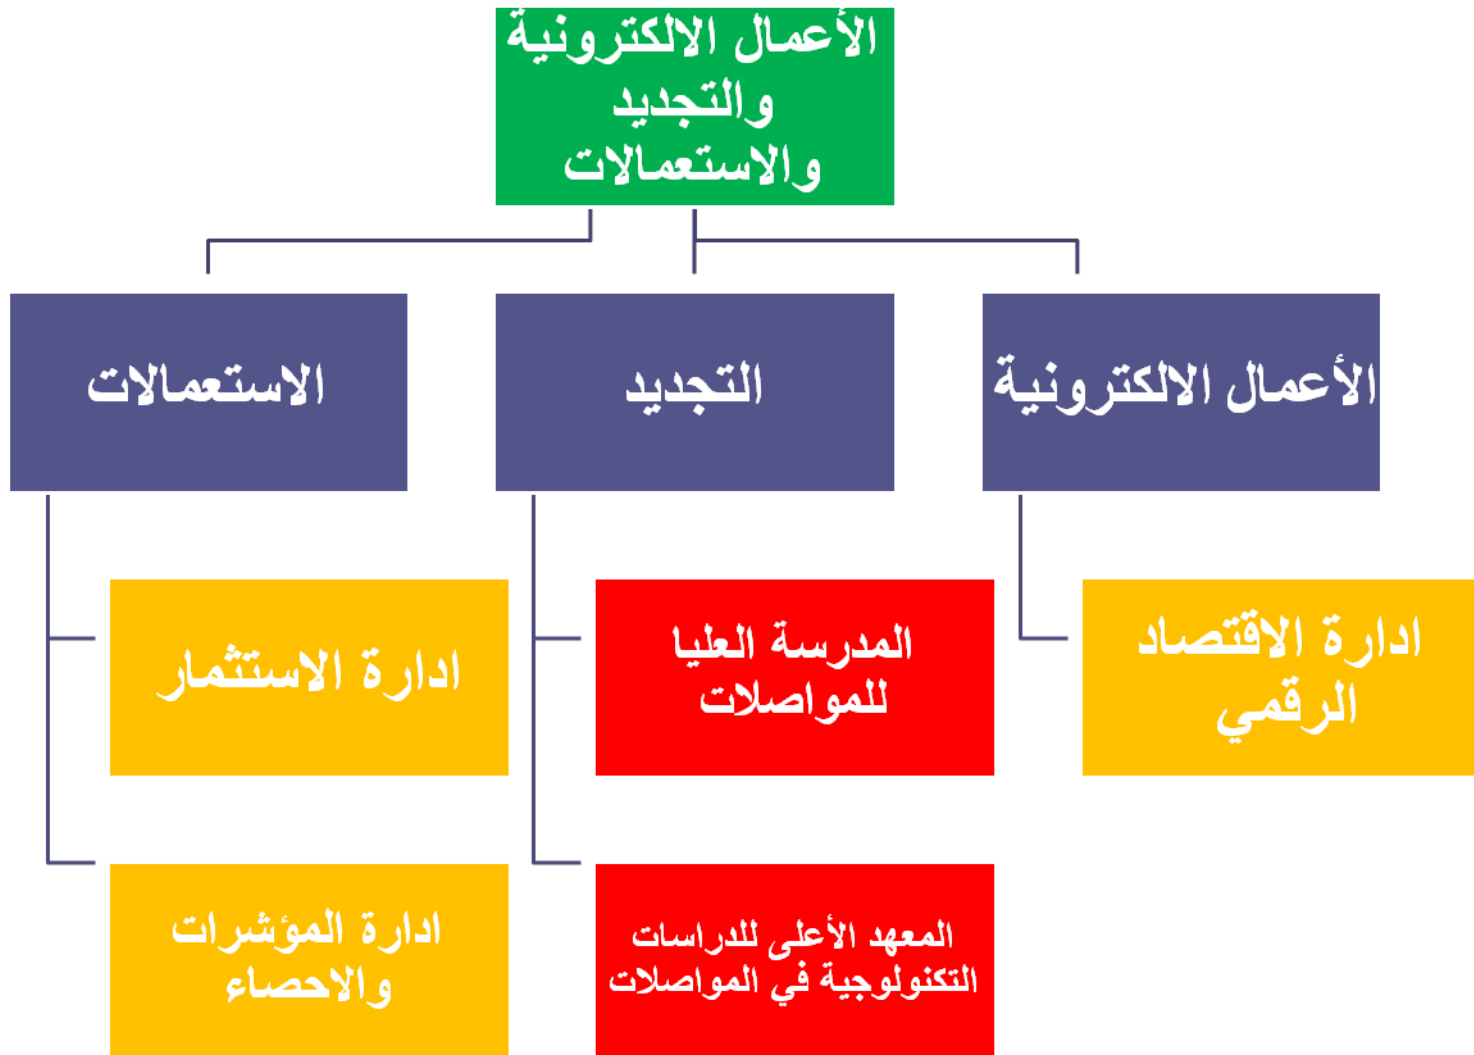 الأعمال الالكترونية
والتجديد
والاستعمالات
الأعمال الالكترونية
التجديد
الاستعمالات
ادارة الاقتصاد
الرقمي
المدرسة العليا
للمواصلات
ادارة الاستثمار
المعهد الأعلى للدراسات
التكنولوجية في المواصلات
ادارة المؤشرات
والاحصاء